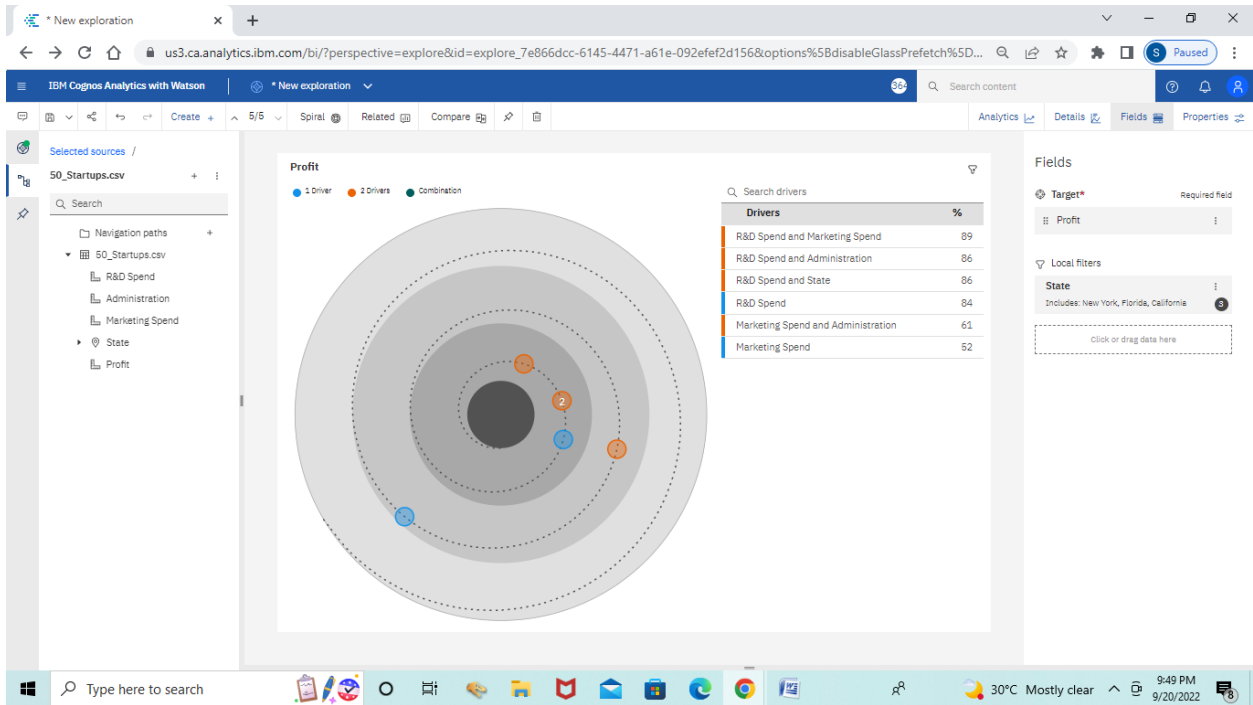 * New exploration
us3.ca.analytics.ibm.com/bi/?perspective=explore&id=explore_7e866dcc-6145-4471-a61e-092efef2d156&options%5BdisableGlassPrefetch%5D...
S Paused
IBM Cognos Analytics with Watson
* New exploration
364
Search content
Create +
5/5
Spiral
Related
Compare
Analytics
Details
Fields
Properties
Selected sources /
50_Startups.csv
Search
Navigation paths
50_Startups.csv
R&D Spend
Administration
Marketing Spend
State
Profit
Profit
1 Driver
2 Drivers
Combination
2
Search drivers
Drivers %
R&D Spend and Marketing Spend 89
R&D Spend and Administration 86
R&D Spend and State 86
R&D Spend 84
Marketing Spend and Administration 61
Marketing Spend 52
Fields
Target* Required field
Profit
Local filters
State
Includes: New York, Florida, California 3
Click or drag data here
Type here to search
30°C Mostly clear
9:49 PM
9/20/2022
8